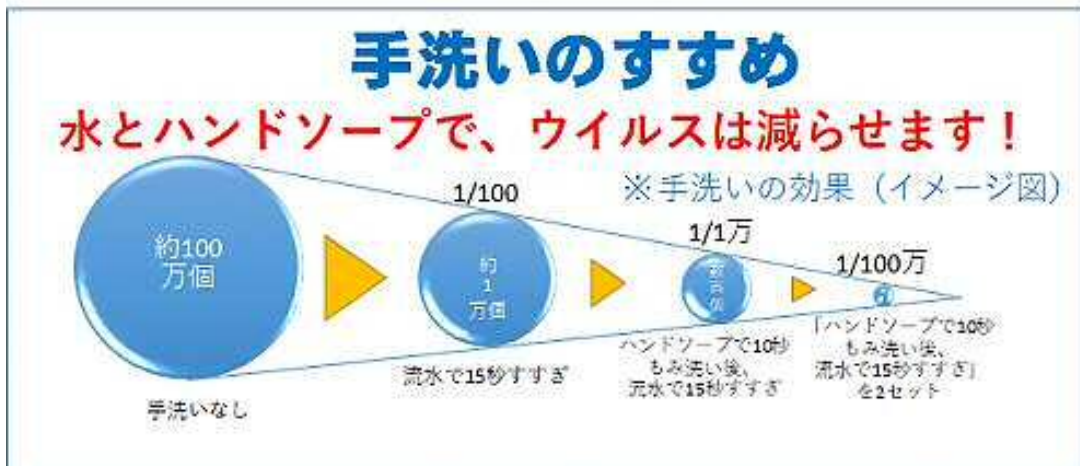 手洗いのすすめ
水とハンドソープで、ウイルスは減らせます！
※手洗いの効果（イメージ図）
約100
万個
手洗いなし
1/100
約
1
万個
流水で15秒すすぎ
1/1万
数百個
ハンドソープで10秒
もみ洗い後、
流水で15秒すすぎ
1/100万
「ハンドソープで10秒
もみ洗い後、
流水で15秒すすぎ」
を2セット